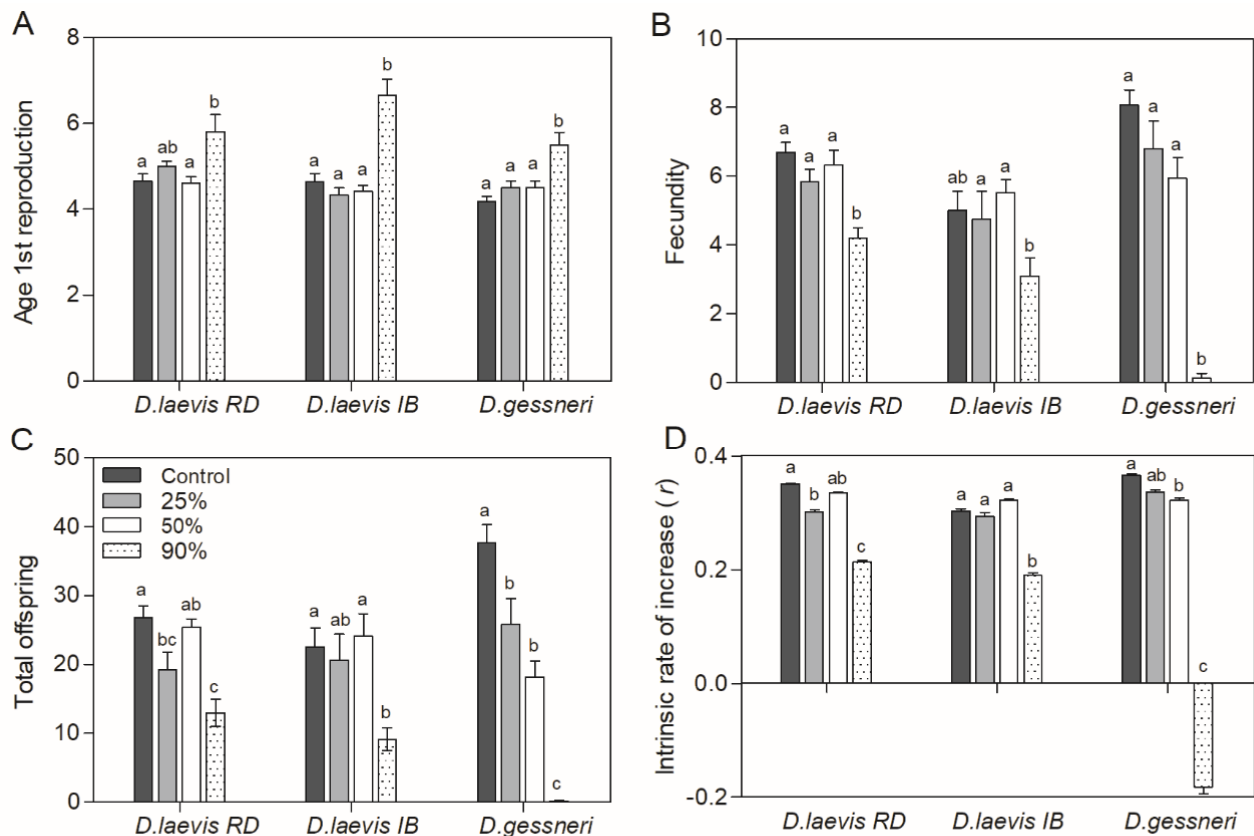 A
8
6
4
2
0
Age 1st reproduction
a ab a b
a a a b
a a a b
D.laevis RD D.laevis IB D.gessneri
B
10
8
6
4
2
0
Fecundity
a a a b
ab a a b
a a a b
D.laevis RD D.laevis IB D.gessneri
C
50
40
30
20
10
0
Total offspring
Control
25%
50%
90%
a bc ab c
a ab a b
a b b c
D.laevis RD D.laevis IB D.gessneri
D
0.4
0.2
0.0
-0.2
Intrinsic rate of increase (r)
a b ab c
a a a b
a ab b c
D.laevis RD D.laevis IB D.gessneri